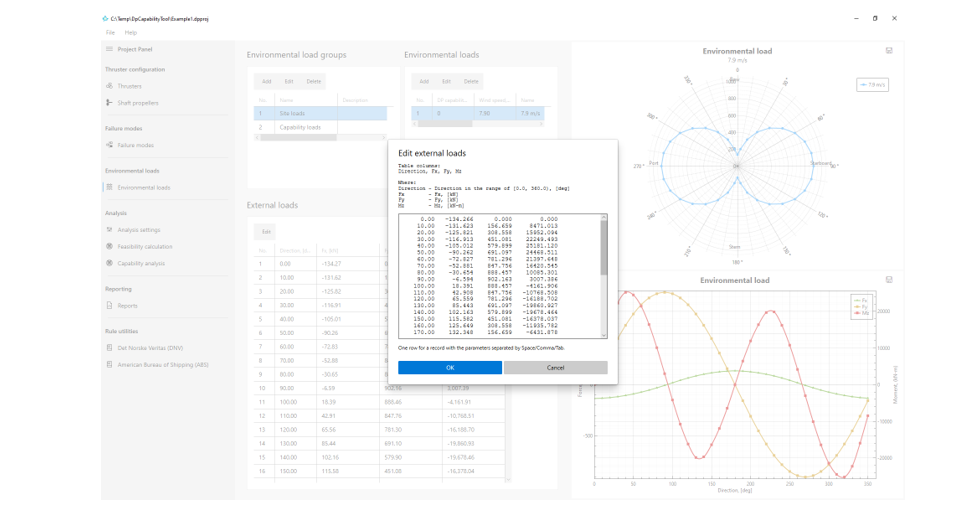 C:\Temp\DpCapabilityTool\Example1.dpproj
File Help
Project Panel
Thruster configuration
Thrusters
Shaft propellers
Failure modes
Failure modes
Environmental loads
Environmental loads
Analysis
Analysis settings
Feasibility calculation
Capability analysis
Reporting
Reports
Rule utilities
Det Norske Veritas (DNV)
American Bureau of Shipping (ABS)
Environmental load groups
Add Edit Delete
No. Name Description
1 Site loads
2 Capability loads
Environmental loads
Add Edit Delete
No. DP capabilit... Wind speed,... Name
1 0 7.90 7.9 m/s
External loads
Edit
1 0.00 -134.27
2 10.00 -131.62
3 20.00 -125.82
4 30.00 -116.91
5 40.00 -105.01
6 50.00 -90.26
7 60.00 -72.83
8 70.00 -52.88
9 80.00 -30.65
10 90.00 -6.59 902.16 3,007.39
11 100.00 18.39 888.46 -4,161.91
12 110.00 42.91 847.76 -10,768.51
13 120.00 65.56 781.30 -16,188.70
14 130.00 85.44 691.10 -19,860.93
15 140.00 102.16 579.90 -19,678.46
16 150.00 115.58 451.08 -16,378.04
Edit external loads
Table columns:
Direction, Fx, Fy, Mz
Where:
Direction - Direction in the range of [0.0, 360.0), [deg]
Fx - Fx, [kN]
Fy - Fy, [kN]
Mz - Mz, [kN-m]
0.00 -134.266 0.000 0.000
10.00 -131.623 156.659 8471.013
20.00 -125.821 308.558 15952.094
30.00 -116.913 451.081 22249.493
40.00 -105.012 579.899 25181.120
50.00 -90.262 691.097 24468.511
60.00 -72.827 781.296 21397.648
70.00 -52.881 847.756 16420.545
80.00 -30.654 888.457 10085.301
90.00 -6.594 902.163 3007.386
100.00 18.391 888.457 -4161.906
110.00 42.908 847.756 -10768.508
120.00 65.559 781.296 -16188.702
130.00 85.443 691.097 -19860.927
140.00 102.163 579.899 -19678.464
150.00 115.582 451.081 -16378.037
160.00 125.649 308.558 -11935.782
170.00 132.348 156.659 -6431.878
One row for a record with the parameters separated by Space/Comma/Tab.
OK Cancel
Environmental load
7.9 m/s
0
30°
60°
Starboard 90°
120°
150°
180°
Stern
210°
240°
270° Port
300°
330°
800
600
400
200
7.9 m/s
Environmental load
Fx
Fy
Mz
20000
10000
0
-10000
-20000
-500
Moment, (kN-m)
0 50 100 150 200 250 300 350
Direction, [deg]